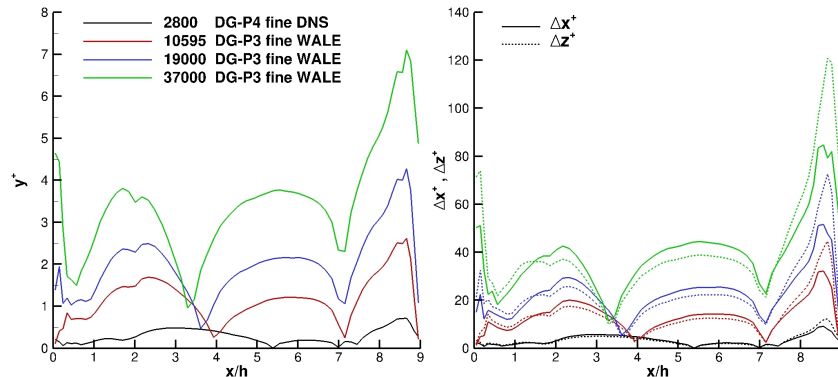 8
7
6
5
4
3
2
1
0
y+
2800 DG-P4 fine DNS
10595 DG-P3 fine WALE
19000 DG-P3 fine WALE
37000 DG-P3 fine WALE
0 1 2 3 4 5 6 7 8 9
x/h
140
120
100
80
60
40
20
0
Δx+ , Δz+
Δx+
Δz+
0 1 2 3 4 5 6 7 8
x/h